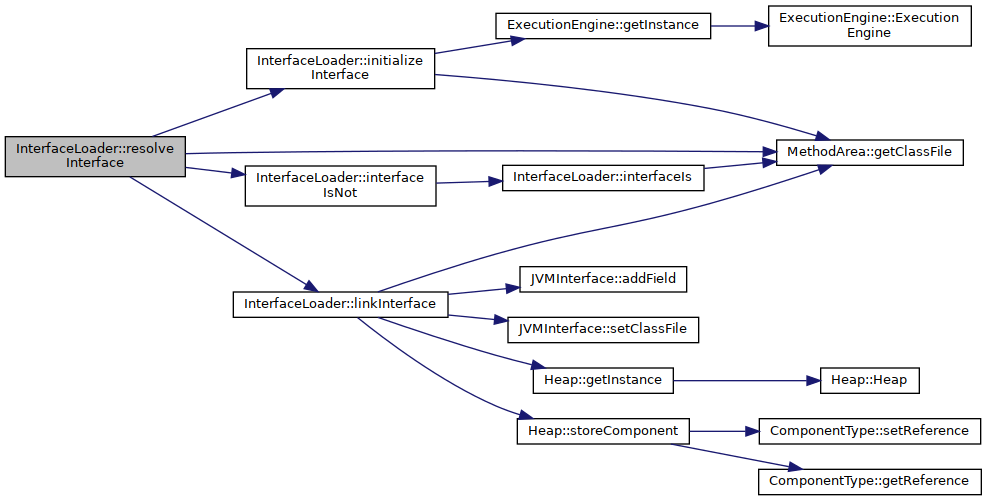 ExecutionEngine::getInstance
ExecutionEngine::Execution
Engine
InterfaceLoader::initialize
Interface
InterfaceLoader::resolve
Interface
MethodArea::getClassFile
InterfaceLoader::interface
IsNot
InterfaceLoader::interfaceIs
InterfaceLoader::linkInterface
JVMInterface::addField
JVMInterface::setClassFile
Heap::getInstance
Heap::Heap
Heap::storeComponent
ComponentType::setReference
ComponentType::getReference